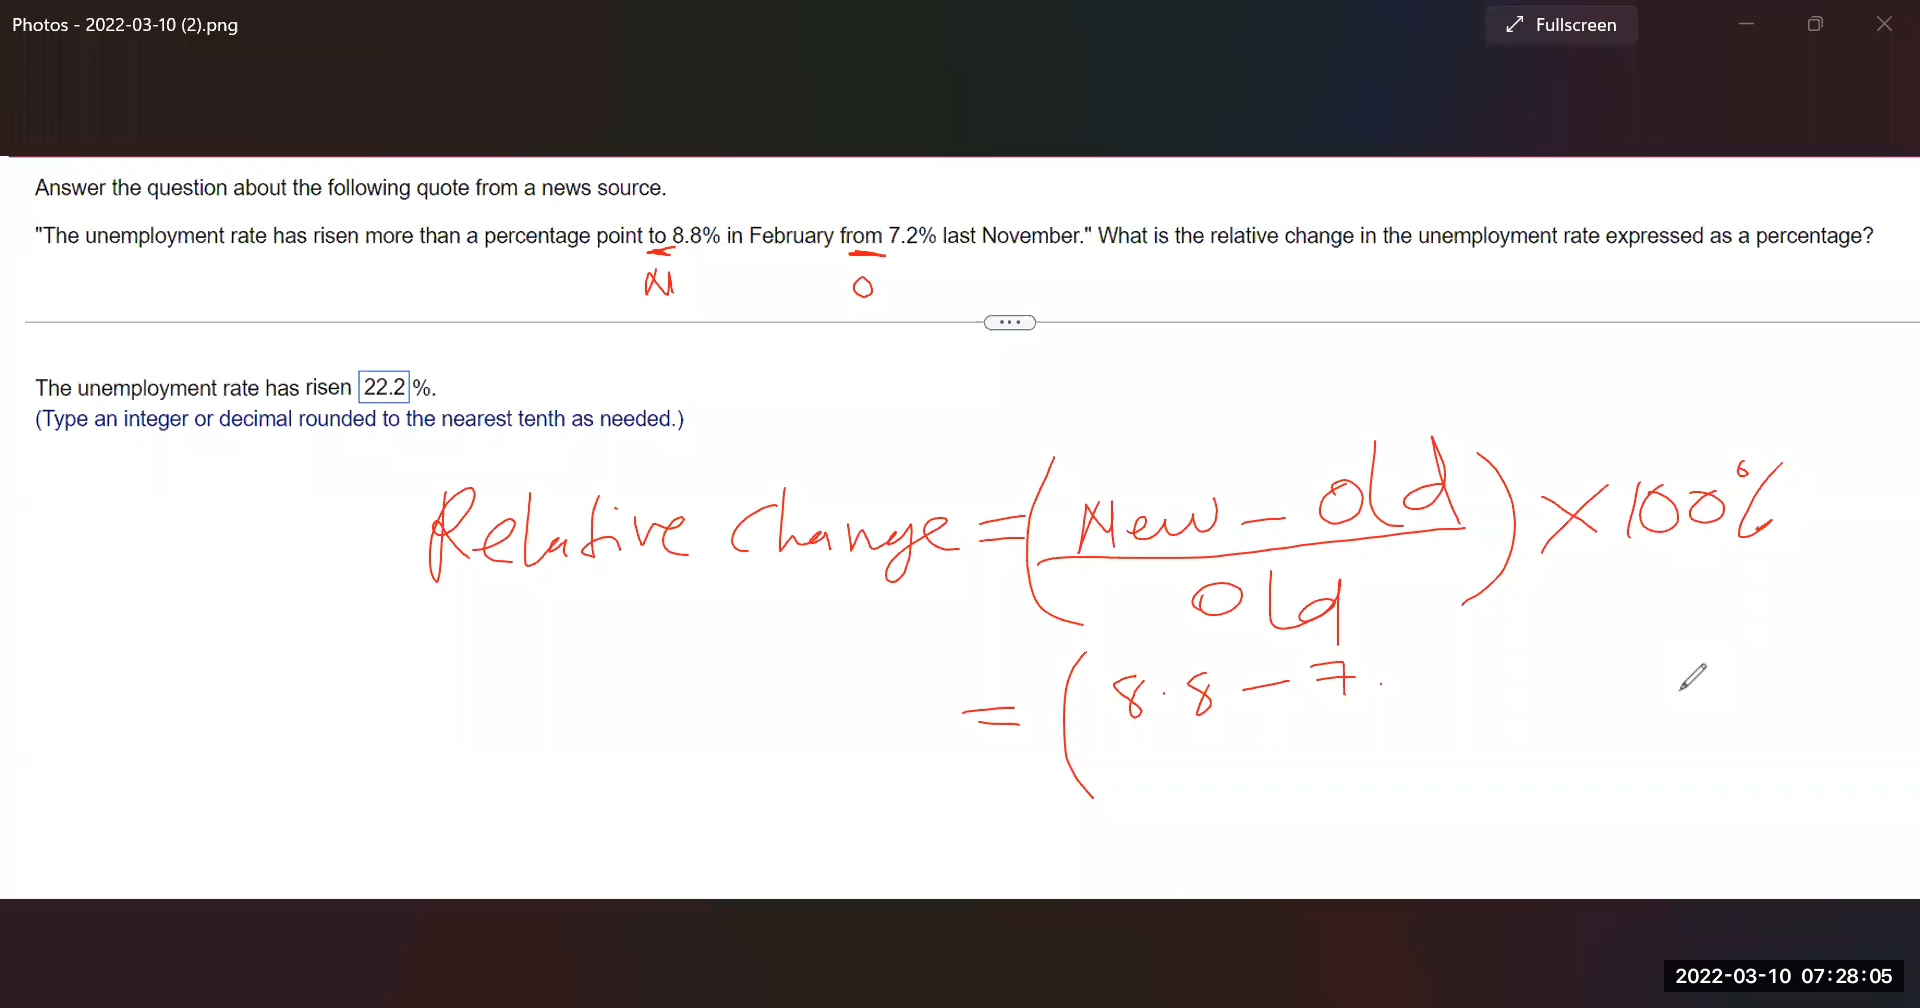 Photos - 2022-03-10 (2).png
Fullscreen
Answer the question about the following quote from a news source.
"The unemployment rate has risen more than a percentage point to 8.8% in February from 7.2% last November." What is the relative change in the unemployment rate expressed as a percentage?
N O
The unemployment rate has risen 22.2 %.
(Type an integer or decimal rounded to the nearest tenth as needed.)
Relative change = ( New - Old ) × 100%
Old
= ( 8.8 - 7.
2022-03-10 07:28:05